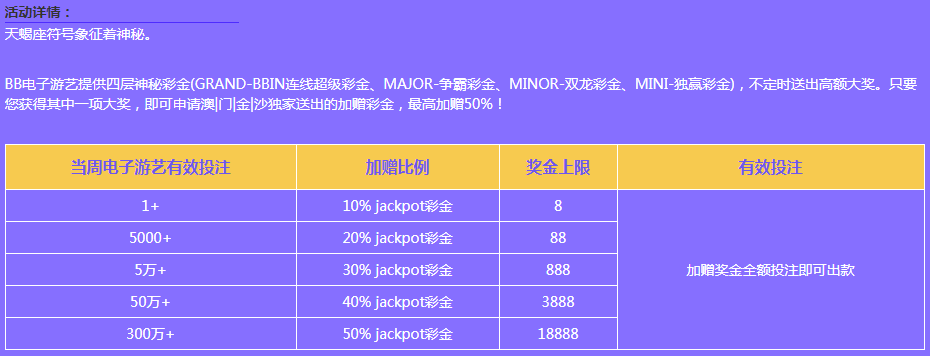 活动详情：
天蝎座符号象征着神秘。
BB电子游艺提供四层神秘彩金(GRAND-BBIN连线超级彩金、MAJOR-争霸彩金、MINOR-双龙彩金、MINI-独赢彩金)，不定时送出高额大奖。只要
您获得其中一项大奖，即可申请澳|门|金|沙独家送出的加赠彩金，最高加赠50%！
当周电子游艺有效投注 加赠比例 奖金上限 有效投注
1+ 10% jackpot彩金 8
5000+ 20% jackpot彩金 88
5万+ 30% jackpot彩金 888 加赠奖金全额投注即可出款
50万+ 40% jackpot彩金 3888
300万+ 50% jackpot彩金 18888